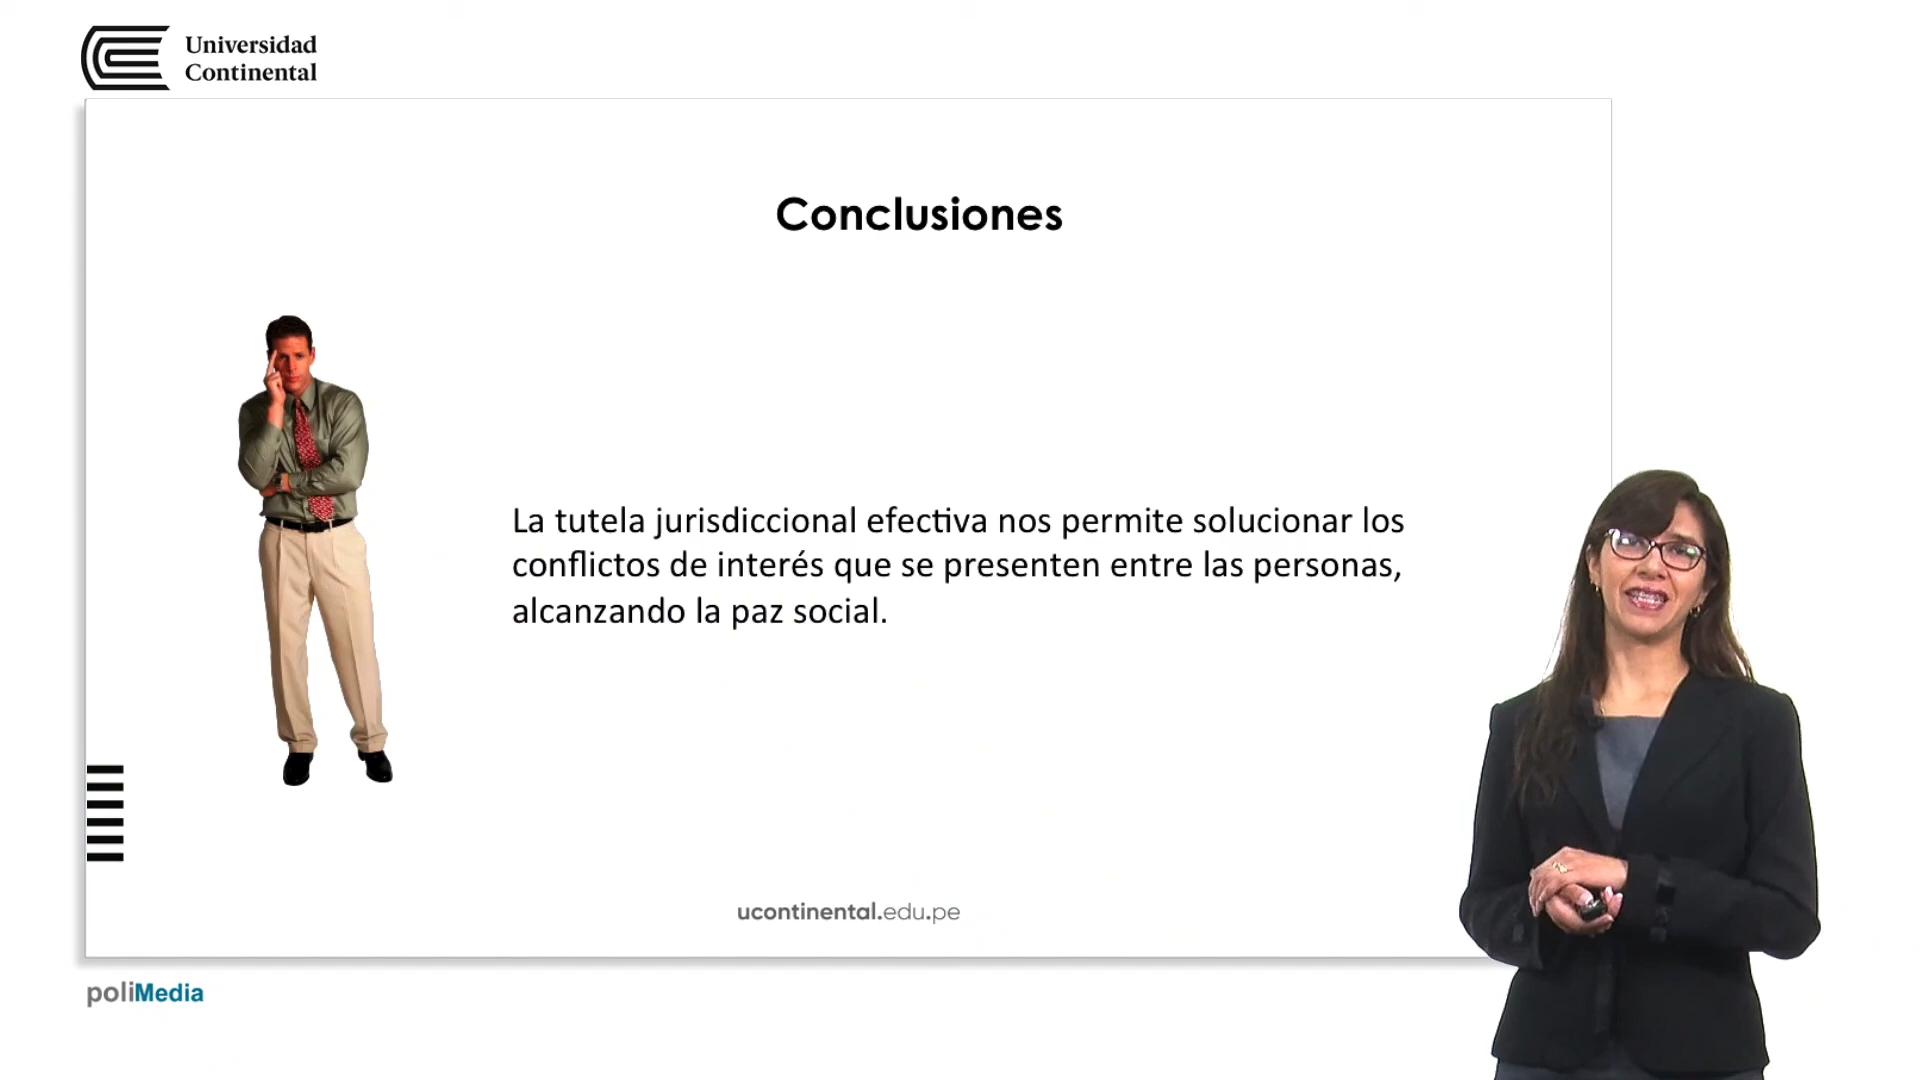 Universidad
Continental
Conclusiones
La tutela jurisdiccional efectiva nos permite solucionar los
conflictos de interés que se presenten entre las personas,
alcanzando la paz social.
ucontinental.edu.pe
poliMedia